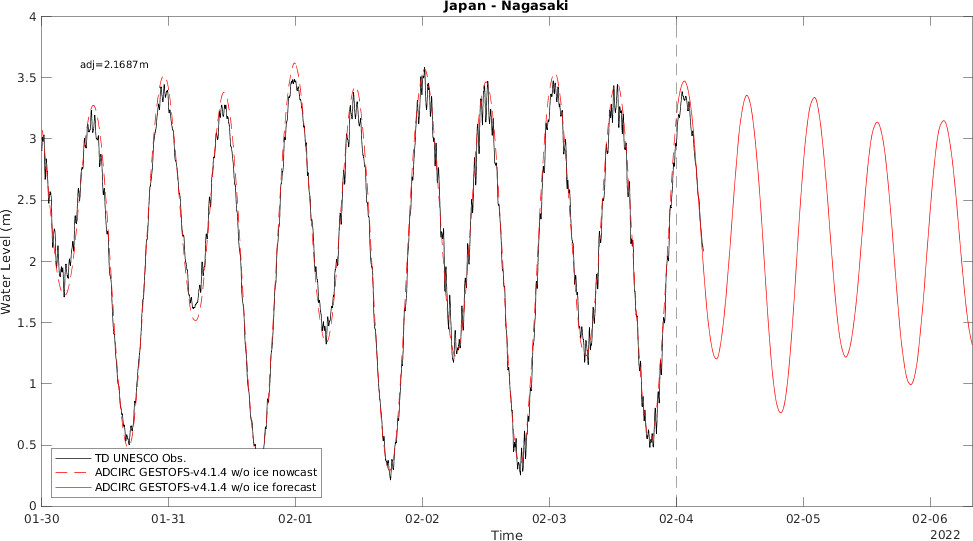 Japan - Nagasaki
4
adj=2.1687m
3.5
3
2.5
2
1.5
1
0.5
0
Water Level (m)
TD UNESCO Obs.
ADCIRC GESTOFS-v4.1.4 w/o ice nowcast
ADCIRC GESTOFS-v4.1.4 w/o ice forecast
01-30 01-31 02-01 02-02 02-03 02-04 02-05 02-06
Time
2022